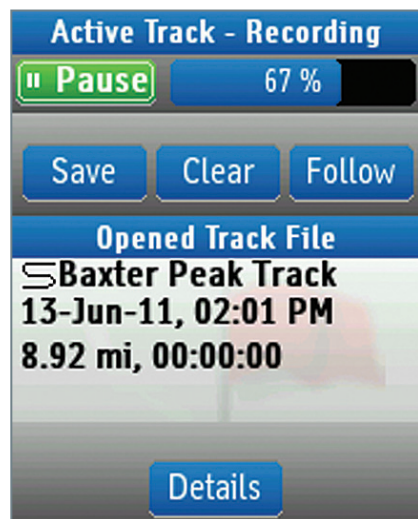 Active Track - Recording
Pause 67 %
Save Clear Follow
Opened Track File
Baxter Peak Track
13-Jun-11, 02:01 PM
8.92 mi, 00:00:00
Details